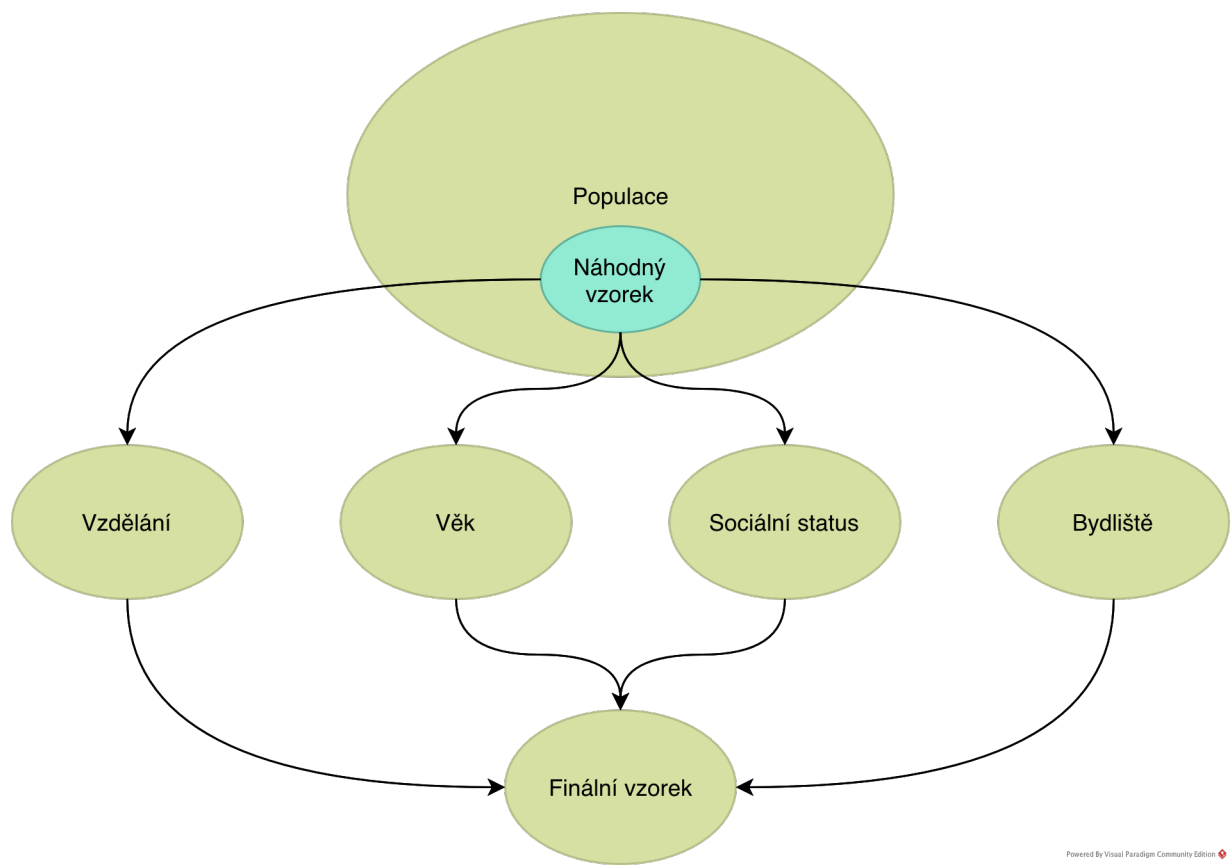 Populace
Náhodný
vzorek
Vzdělání
Věk
Sociální status
Bydliště
Finální vzorek
Powered By Visual Paradigm Community Edition